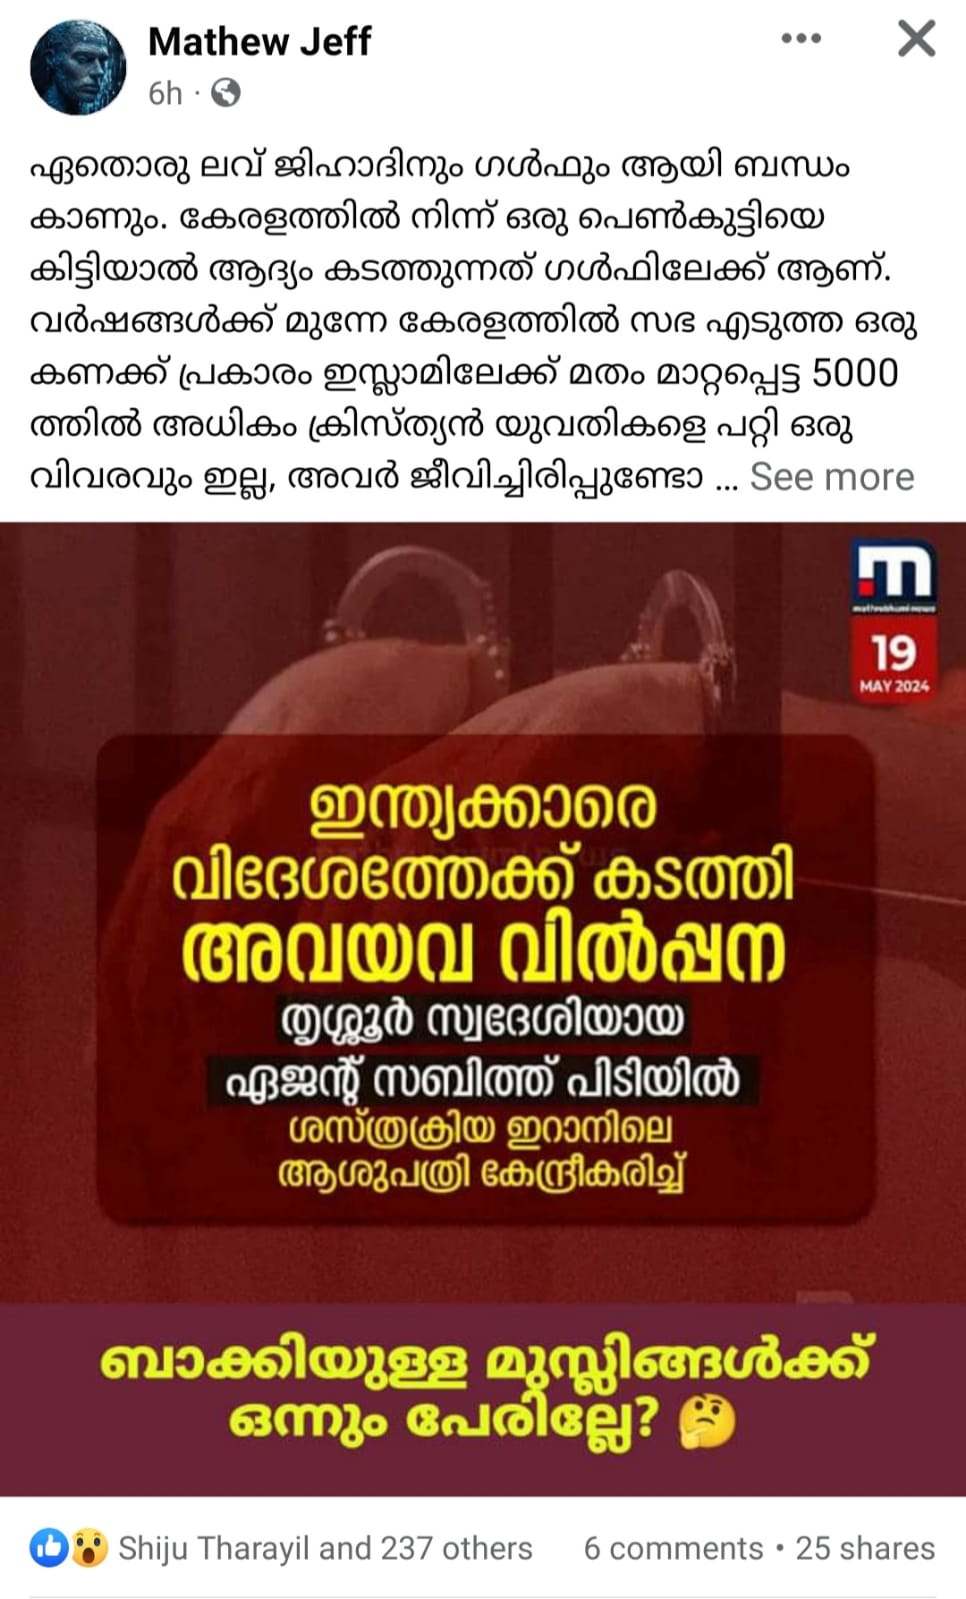 Mathew Jeff
6h ·
ഏതൊരു ലവ് ജിഹാദിനും ഗൾഫും ആയി ബന്ധം
കാണും. കേരളത്തിൽ നിന്ന് ഒരു പെൺകുട്ടിയെ
കിട്ടിയാൽ ആദ്യം കടത്തുന്നത് ഗൾഫിലേക്ക് ആണ്.
വർഷങ്ങൾക്ക് മുന്നേ കേരളത്തിൽ സഭ എടുത്ത ഒരു
കണക്ക് പ്രകാരം ഇസ്ലാമിലേക്ക് മതം മാറ്റപ്പെട്ട 5000
ത്തിൽ അധികം ക്രിസ്ത്യൻ യുവതികളെ പറ്റി ഒരു
വിവരവും ഇല്ല, അവർ ജീവിച്ചിരിപ്പുണ്ടോ ... See more
m
mathrubhumi news
19
MAY 2024
ഇന്ത്യക്കാരെ
വിദേശത്തേക്ക് കടത്തി
അവയവ വിൽപ്പന
തൃശ്ശൂർ സ്വദേശിയായ
ഏജന്റ് സബിത്ത് പിടിയിൽ
ശസ്ത്രക്രിയ ഇറാനിലെ
ആശുപത്രി കേന്ദ്രീകരിച്ച്
ബാക്കിയുള്ള മുസ്ലിങ്ങൾക്ക്
ഒന്നും പേരില്ലേ? 🤔
Shiju Tharayil and 237 others 6 comments • 25 shares